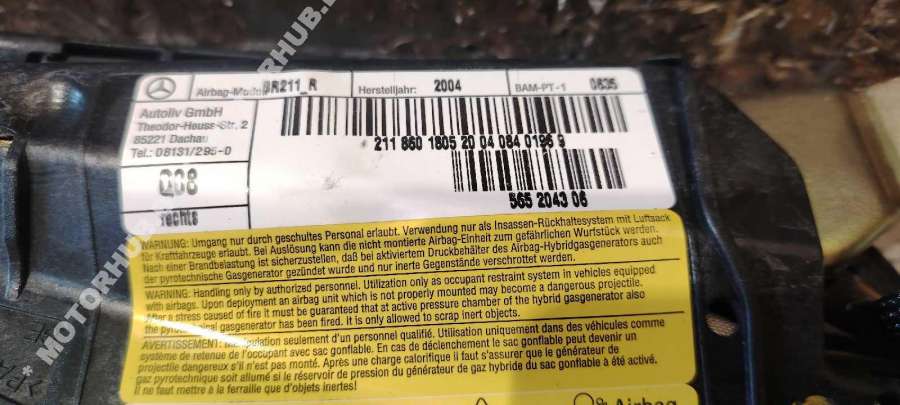 Airbag-Modul BR211_R Herstelljahr: 2004 BAM-PT-1 0835
Autoliv GmbH
Theodor-Heuss-Str. 2
85221 Dachau
Tel.: 08131/295-0
211 860 1805 20 04 084 0196 9
Q08
565 2043 06
rechts
WARNUNG: Umgang nur durch geschultes Personal erlaubt. Verwendung nur als Insassen-Rückhaltesystem mit Luftsack
für Kraftfahrzeuge erlaubt. Bei Auslösung kann die nicht montierte Airbag-Einheit zum gefährlichen Wurfstück werden.
Nach einer Brandbelastung ist sicherzustellen, daß bei aktiviertem Druckbehälter des Airbag-Hybridgasgenerators auch
der pyrotechnische Gasgenerator gezündet wurde und nur inerte Gegenstände verschrottet werden.
WARNING: Handling only by authorized personnel. Utilization only as occupant restraint system in vehicles equipped
with airbags. Upon deployment an airbag unit which is not properly mounted may become a dangerous projectile.
After a stress caused of fire it must be guaranteed that at active pressure chamber of the hybrid gasgenerator also
the pyrotechnical gasgenerator has been fired. It is only allowed to scrap inert objects.
AVERTISSEMENT: Manipulation seulement d'un personnel qualifié. Utilisation uniquement dans des véhicules comme
système de retenue de l'occupant avec sac gonflable. En cas de déclenchement le sac gonflable peut devenir un
projectile dangereux s'il n'est pas monté. Après une charge calorifique il faut s'assurer que le générateur de
gaz pyrotechnique soit allumé si le réservoir de pression du générateur de gaz hybride du sac gonflable à été activé.
Il ne faut mettre à la ferraille que d'objets inertes!
Airbag
* MOTORHUB.ORG *